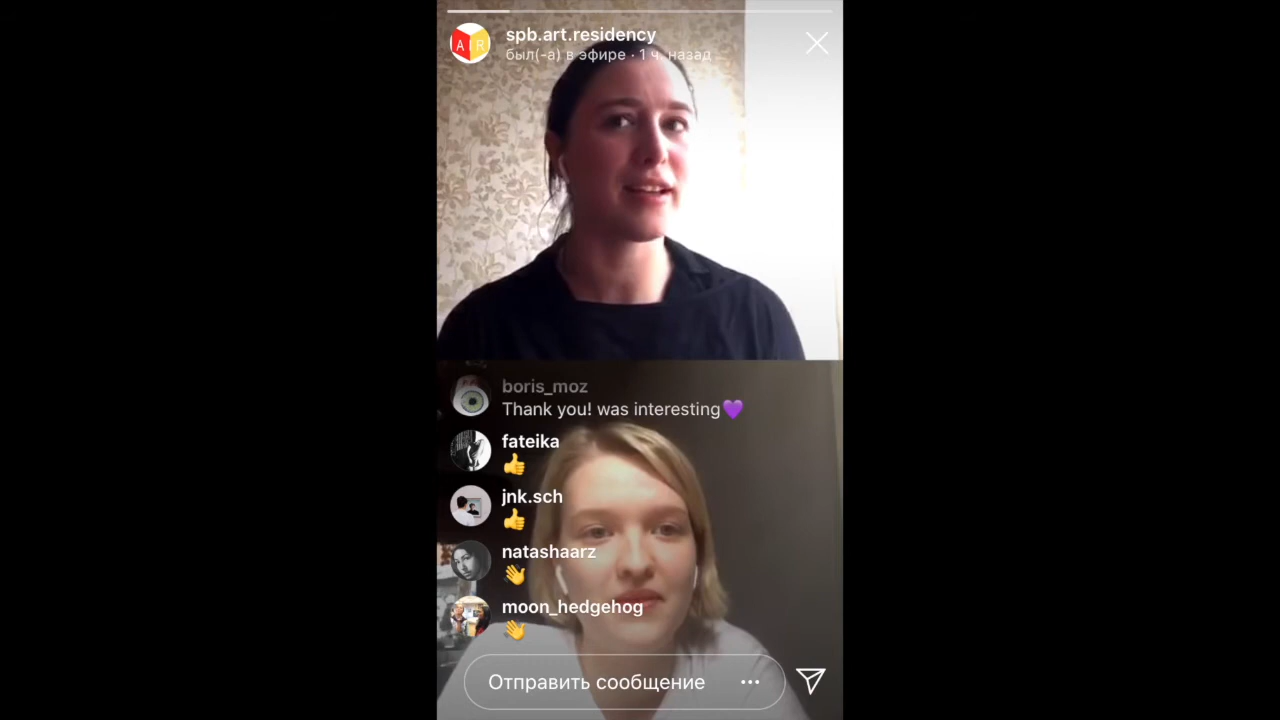 AIR
spb.art.residency
был(-а) в эфире · 1 ч. назад
boris_moz
Thank you! was interesting💜
fateika
👍
jnk.sch
👍
natashaarz
👋
moon_hedgehog
👋
Отправить сообщение